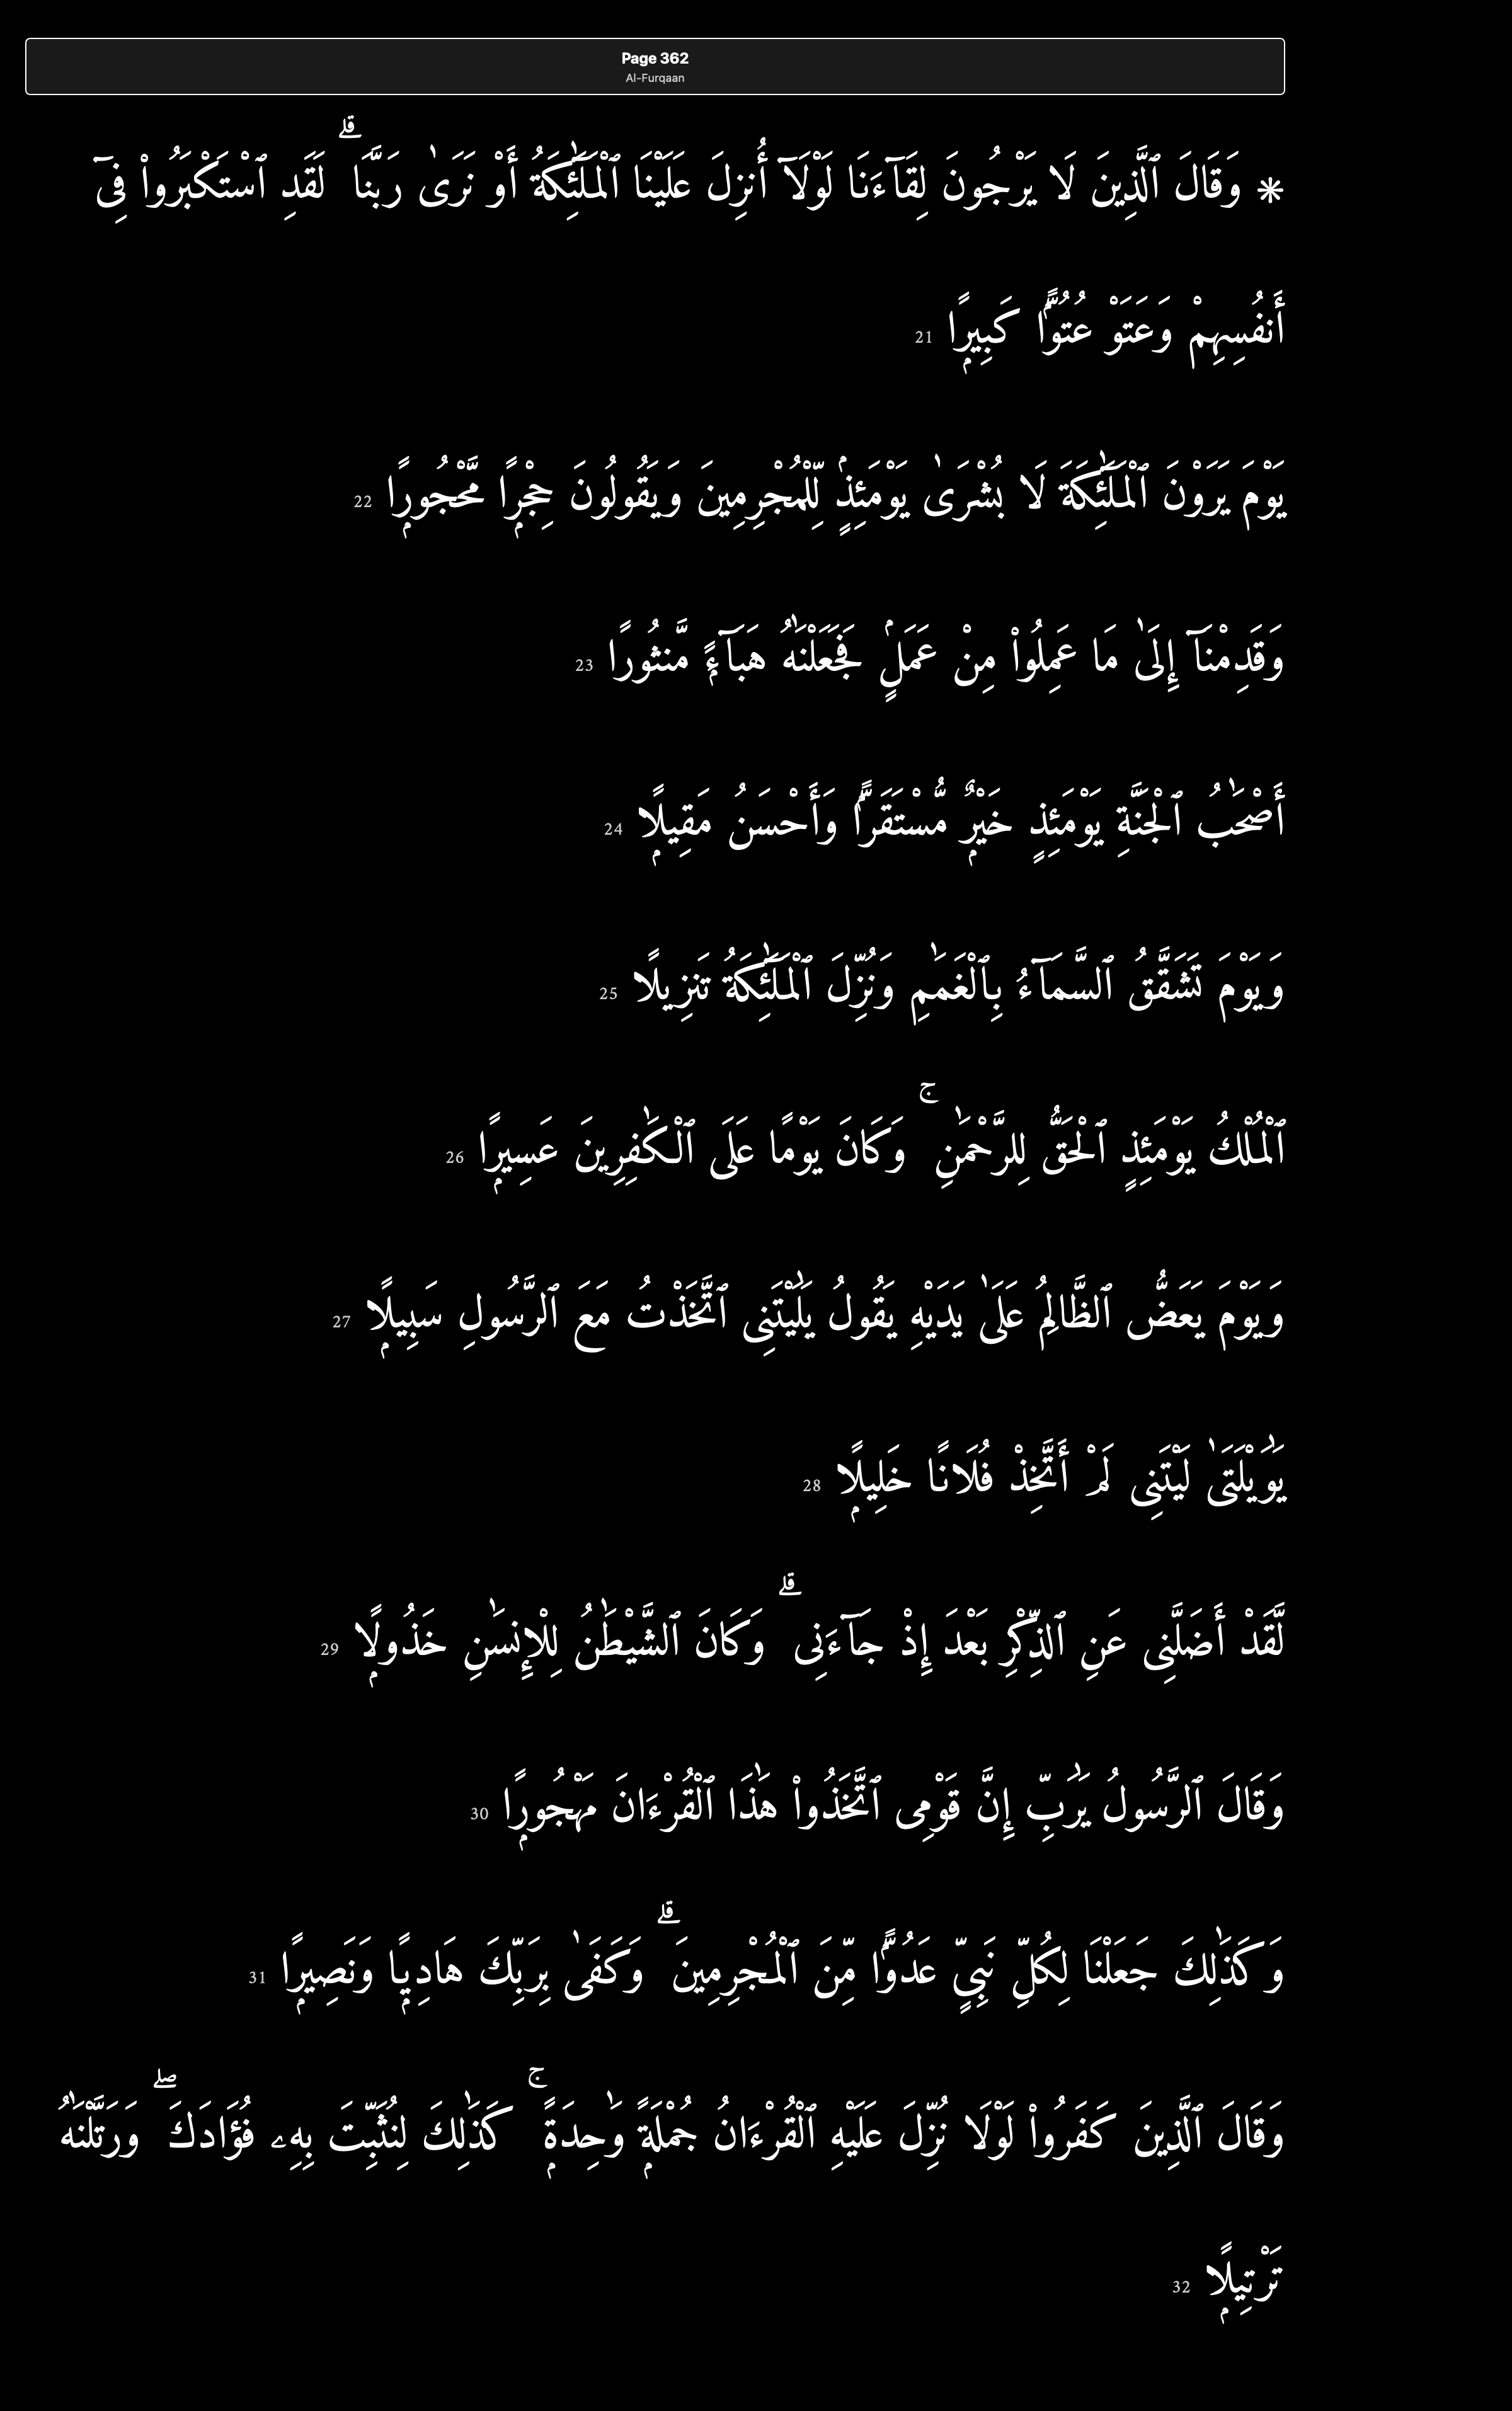 Page 362
Al-Furqaan
* وَقَالَ ٱلَّذِينَ لَا يَرْجُونَ لِقَآءَنَا لَوْلَآ أُنزِلَ عَلَيْنَا ٱلْمَلَـٰٓئِكَةُ أَوْ نَرَىٰ رَبَّنَا ۗ لَقَدِ ٱسْتَكْبَرُوا۟ فِىٓ
أَنفُسِهِمْ وَعَتَوْ عُتُوًّۭا كَبِيرًۭا 21
يَوْمَ يَرَوْنَ ٱلْمَلَـٰٓئِكَةَ لَا بُشْرَىٰ يَوْمَئِذٍۢ لِّلْمُجْرِمِينَ وَيَقُولُونَ حِجْرًۭا مَّحْجُورًۭا 22
وَقَدِمْنَآ إِلَىٰ مَا عَمِلُوا۟ مِنْ عَمَلٍۢ فَجَعَلْنَـٰهُ هَبَآءًۭ مَّنثُورًا 23
أَصْحَـٰبُ ٱلْجَنَّةِ يَوْمَئِذٍ خَيْرٌۭ مُّسْتَقَرًّۭا وَأَحْسَنُ مَقِيلًۭا 24
وَيَوْمَ تَشَقَّقُ ٱلسَّمَآءُ بِٱلْغَمَـٰمِ وَنُزِّلَ ٱلْمَلَـٰٓئِكَةُ تَنزِيلًا 25
ٱلْمُلْكُ يَوْمَئِذٍ ٱلْحَقُّ لِلرَّحْمَـٰنِ ۚ وَكَانَ يَوْمًا عَلَى ٱلْكَـٰفِرِينَ عَسِيرًۭا 26
وَيَوْمَ يَعَضُّ ٱلظَّالِمُ عَلَىٰ يَدَيْهِ يَقُولُ يَـٰلَيْتَنِى ٱتَّخَذْتُ مَعَ ٱلرَّسُولِ سَبِيلًۭا 27
يَـٰوَيْلَتَىٰ لَيْتَنِى لَمْ أَتَّخِذْ فُلَانًا خَلِيلًۭا 28
لَّقَدْ أَضَلَّنِى عَنِ ٱلذِّكْرِ بَعْدَ إِذْ جَآءَنِى ۗ وَكَانَ ٱلشَّيْطَـٰنُ لِلْإِنسَـٰنِ خَذُولًۭا 29
وَقَالَ ٱلرَّسُولُ يَـٰرَبِّ إِنَّ قَوْمِى ٱتَّخَذُوا۟ هَـٰذَا ٱلْقُرْءَانَ مَهْجُورًۭا 30
وَكَذَٰلِكَ جَعَلْنَا لِكُلِّ نَبِىٍّ عَدُوًّۭا مِّنَ ٱلْمُجْرِمِينَ ۗ وَكَفَىٰ بِرَبِّكَ هَادِيًۭا وَنَصِيرًۭا 31
وَقَالَ ٱلَّذِينَ كَفَرُوا۟ لَوْلَا نُزِّلَ عَلَيْهِ ٱلْقُرْءَانُ جُمْلَةًۭ وَٰحِدَةًۭ ۚ كَذَٰلِكَ لِنُثَبِّتَ بِهِۦ فُؤَادَكَ ۖ وَرَتَّلْنَـٰهُ
تَرْتِيلًۭا 32